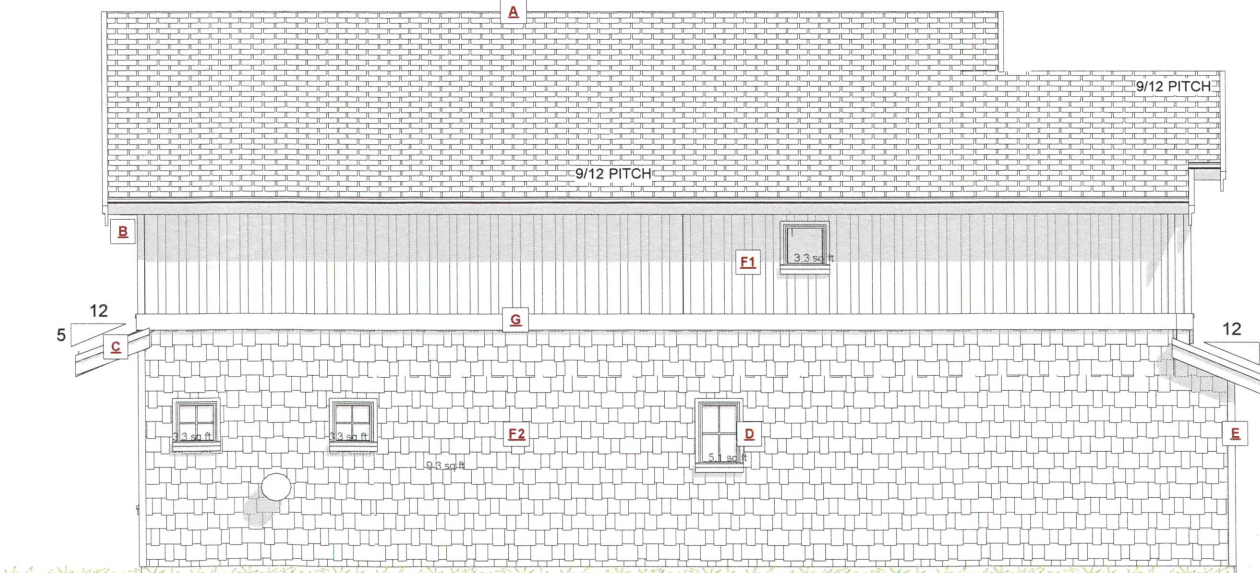 A
9/12 PITCH
9/12 PITCH
B
F1
3.3 sq ft
G
12
5
C
12
3.3 sq ft
3.3 sq ft
F2
D
E
5.1 sq ft
9.3 sq ft